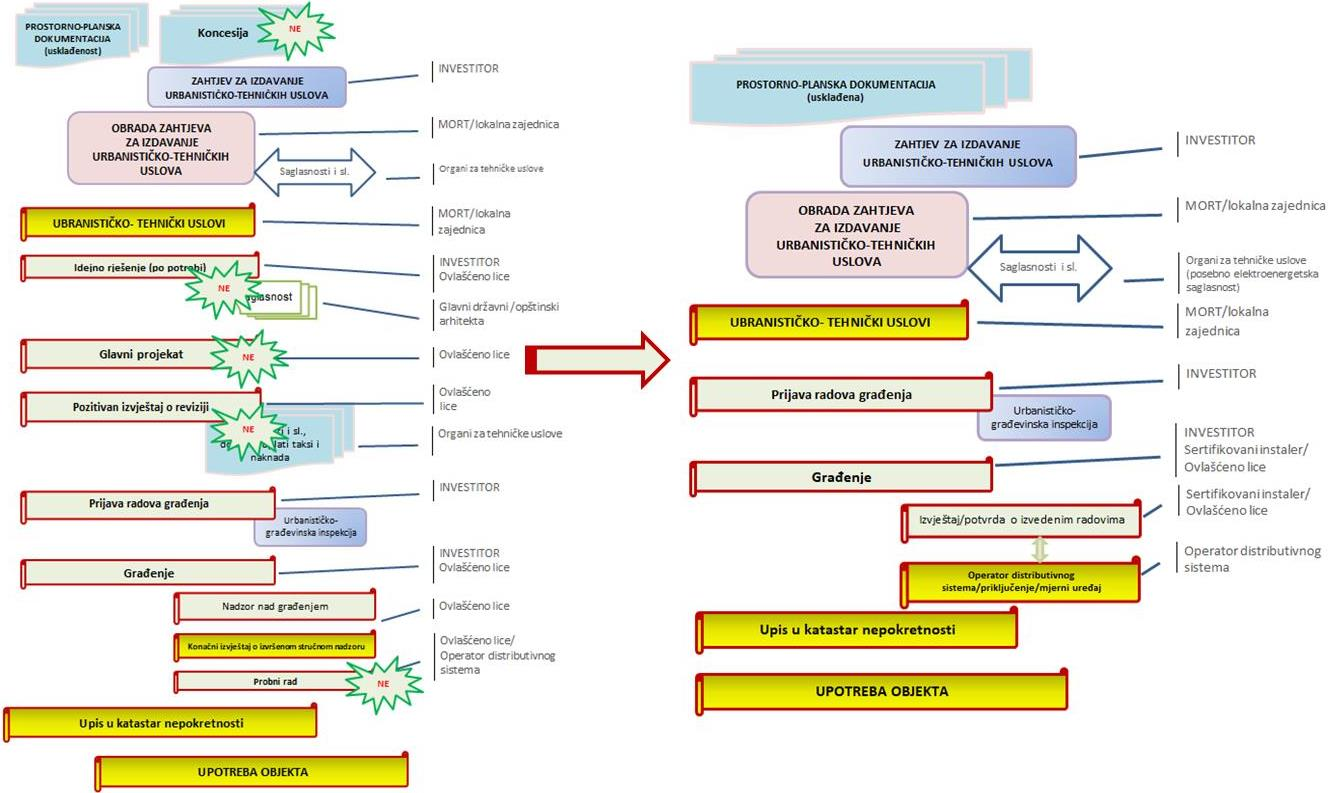 PROSTORNO-PLANSKA
DOKUMENTACIJA
(usklađenost)
Koncesija
NE
ZAHTJEV ZA IZDAVANJE
URBANISTIČKO-TEHNIČKIH USLOVA
INVESTITOR
OBRADA ZAHTJEVA
ZA IZDAVANJE
URBANISTIČKO-TEHNIČKIH
USLOVA
MORT/lokalna zajednica
Saglasnosti i sl.
Organi za tehničke uslove
UBRANISTIČKO- TEHNIČKI USLOVI
MORT/lokalna
zajednica
Idejno rješenje (po potrebi)
INVESTITOR
Ovlašćeno lice
NE
glasnost
Glavni državni/opštinski
arhitekta
Glavni projekat
NE
Ovlašćeno lice
Pozitivan izvještaj o reviziji
Ovlašćeno
lice
NE
i sl.,
lati taksi i
naknada
Organi za tehničke uslove
Prijava radova građenja
INVESTITOR
Urbanističko-
građevinska inspekcija
Građenje
INVESTITOR
Ovlašćeno lice
Nadzor nad građenjem
Ovlašćeno lice
Konačni izvještaj o izvršenom stručnom nadzoru
Ovlašćeno lice/
Operator distributivnog
sistema
Probni rad
NE
Upis u katastar nepokretnosti
UPOTREBA OBJEKTA
PROSTORNO-PLANSKA DOKUMENTACIJA
(usklađena)
ZAHTJEV ZA IZDAVANJE
URBANISTIČKO-TEHNIČKIH USLOVA
INVESTITOR
OBRADA ZAHTJEVA
ZA IZDAVANJE
URBANISTIČKO-TEHNIČKIH
USLOVA
MORT/lokalna zajednica
Saglasnosti i sl.
Organi za tehničke uslove
(posebno elektroenergetska
saglasnost)
UBRANISTIČKO- TEHNIČKI USLOVI
MORT/lokalna
zajednica
Prijava radova građenja
INVESTITOR
Urbanističko-
građevinska inspekcija
Građenje
INVESTITOR
Sertifikovani instaler/
Ovlašćeno lice
Izvještaj/potvrda o izvedenim radovima
Sertifikovani instaler/
Ovlašćeno lice
Operator distributivnog
sistema/priključenje/mjerni uređaj
Operator distributivnog
sistema
Upis u katastar nepokretnosti
UPOTREBA OBJEKTA